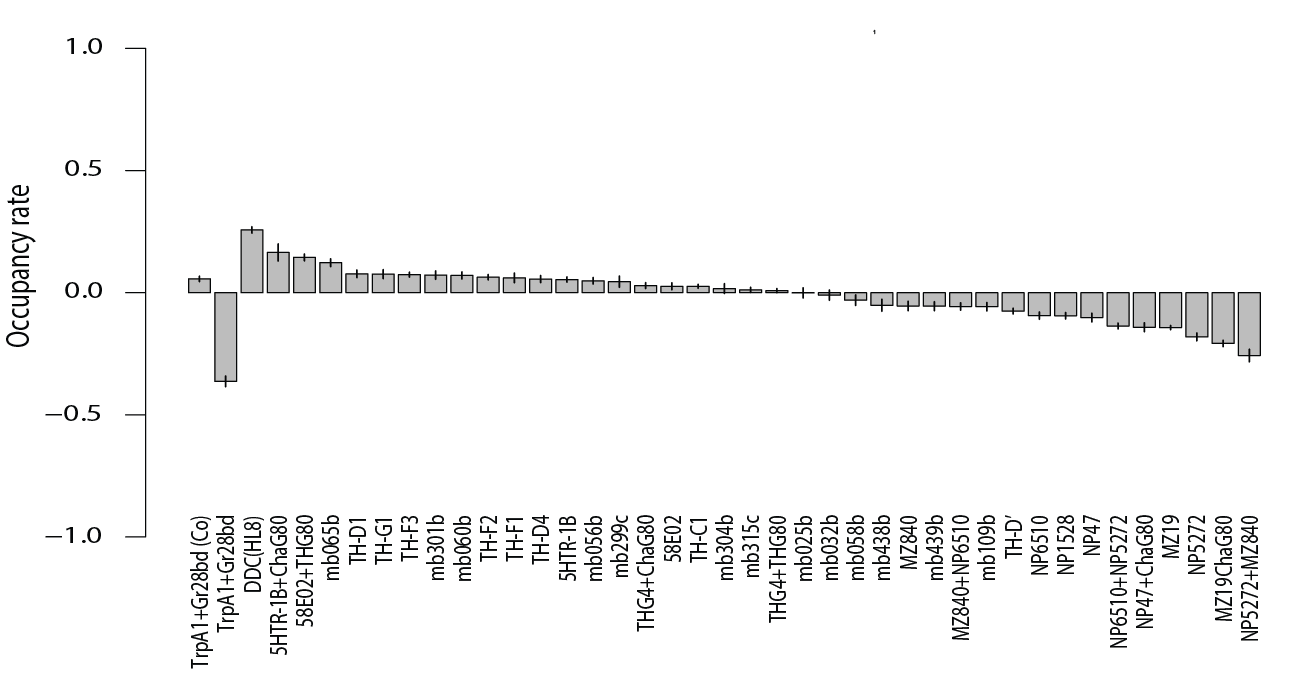 1.0
0.5
0.0
−0.5
−1.0
Occupancy rate
TrpA1+Gr28bd (Co)
TrpA1+Gr28bd
DDC(HL8)
5HTR-1B+ChaG80
58E02+THG80
mb065b
TH-D1
TH-G1
TH-F3
mb301b
mb060b
TH-F2
TH-F1
TH-D4
5HTR-1B
mb056b
mb299c
THG4+ChaG80
58E02
TH-C1
mb304b
mb315c
THG4+THG80
mb025b
mb032b
mb058b
mb438b
MZ840
mb439b
MZ840+NP6510
mb109b
TH-D’
NP6510
NP1528
NP47
NP6510+NP5272
NP47+ChaG80
MZ19
NP5272
MZ19ChaG80
NP5272+MZ840